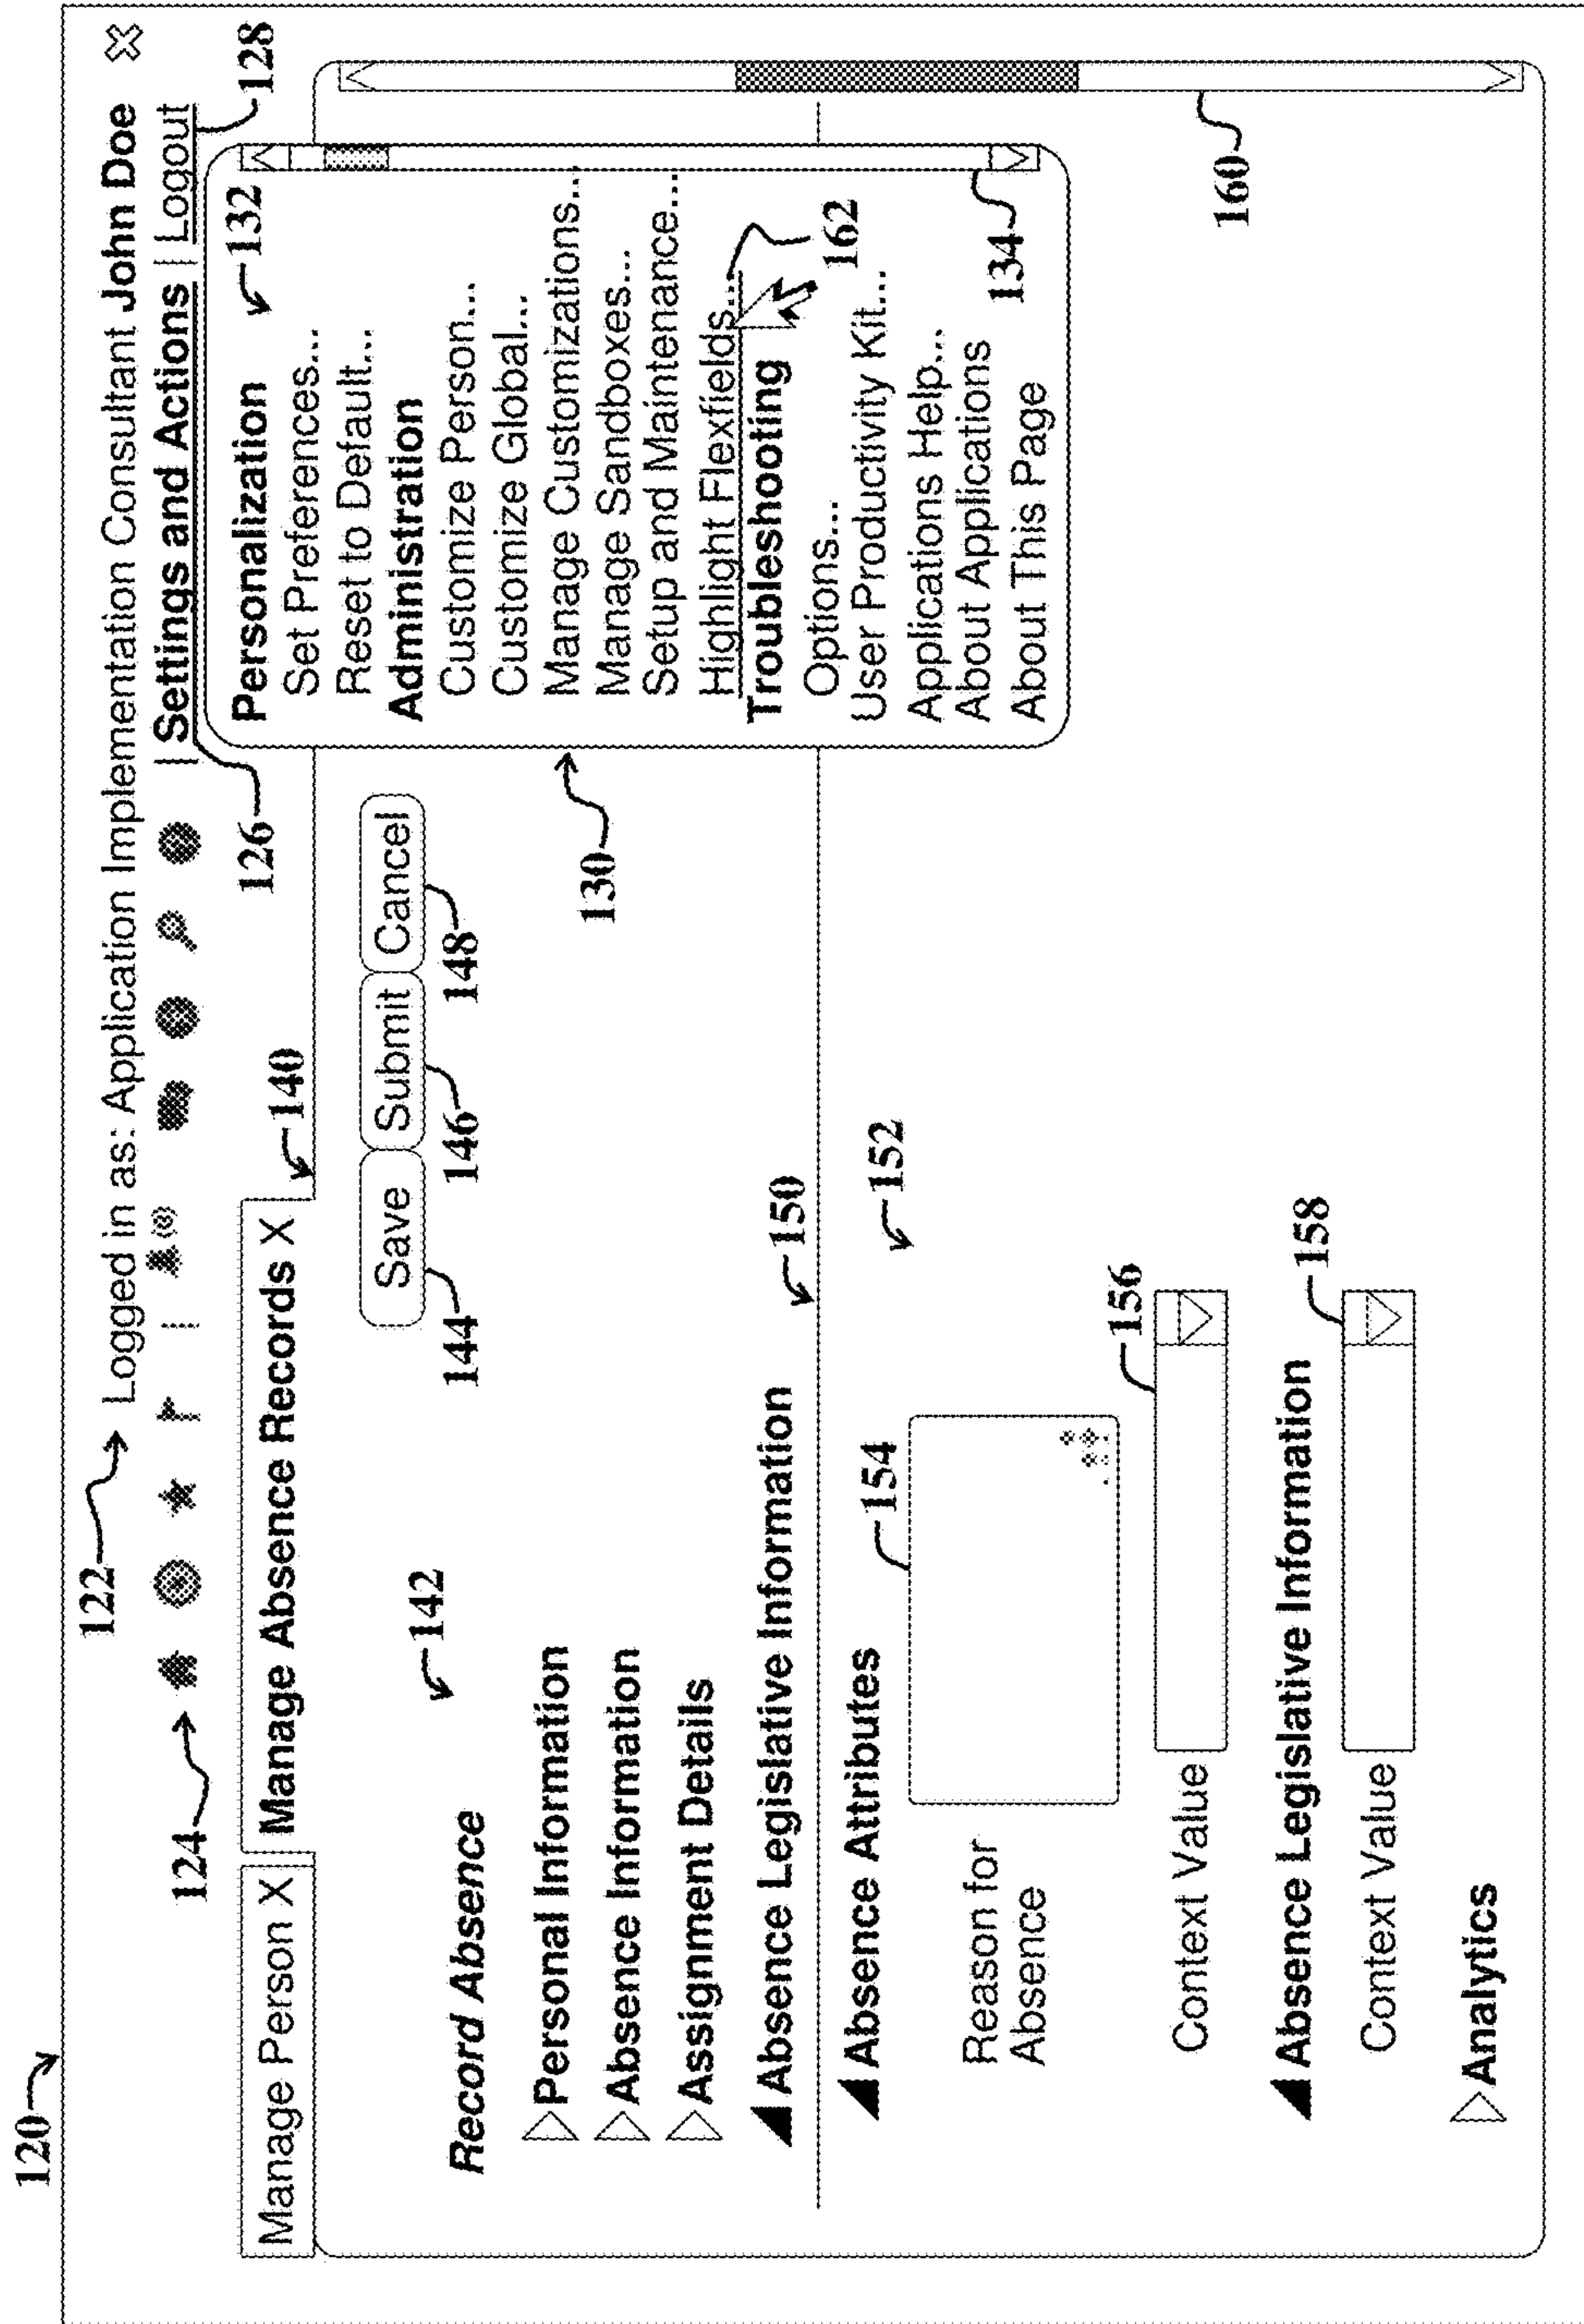 120
122
Logged in as: Application Implementation Consultant John Doe
124
| Settings and Actions | Logout
126
128
Manage Person X
Manage Absence Records X
140
132
Personalization
Set Preferences...
Reset to Default...
Administration
Customize Person...
Customize Global...
Manage Customizations...
Manage Sandboxes...
Setup and Maintenance...
Highlight Flexfields...
Troubleshooting
Options...
User Productivity Kit...
Applications Help...
About Applications
About This Page
162
134
130
142
Save
Submit
Cancel
144
146
148
Record Absence
Personal Information
Absence Information
Assignment Details
Absence Legislative Information
150
152
Absence Attributes
154
Reason for
Absence
156
Context Value
Absence Legislative Information
158
Context Value
Analytics
160